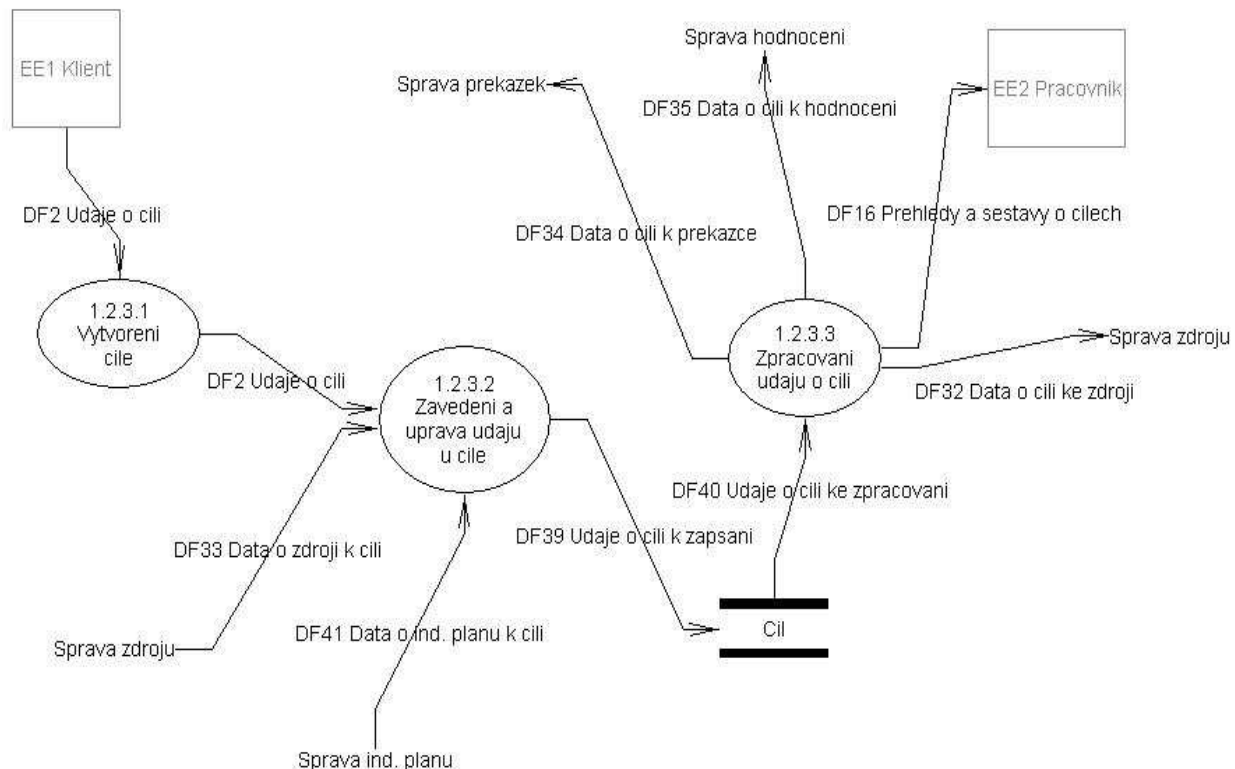 Sprava hodnoceni
EE1 Klient
Sprava prekazek
EE2 Pracovnik
DF35 Data o cili k hodnoceni
DF2 Udaje o cili
DF16 Prehledy a sestavy o cilech
DF34 Data o cili k prekazce
1.2.3.1
Vytvoreni
cile
1.2.3.3
Zpracovani
udaju o cili
Sprava zdroju
DF2 Udaje o cili
1.2.3.2
Zavedeni a
uprava udaju
u cile
DF32 Data o cili ke zdroji
DF40 Udaje o cili ke zpracovani
DF39 Udaje o cili k zapsani
DF33 Data o zdroji k cili
DF41 Data o ind. planu k cili
Cil
Sprava zdroju
Sprava ind. planu